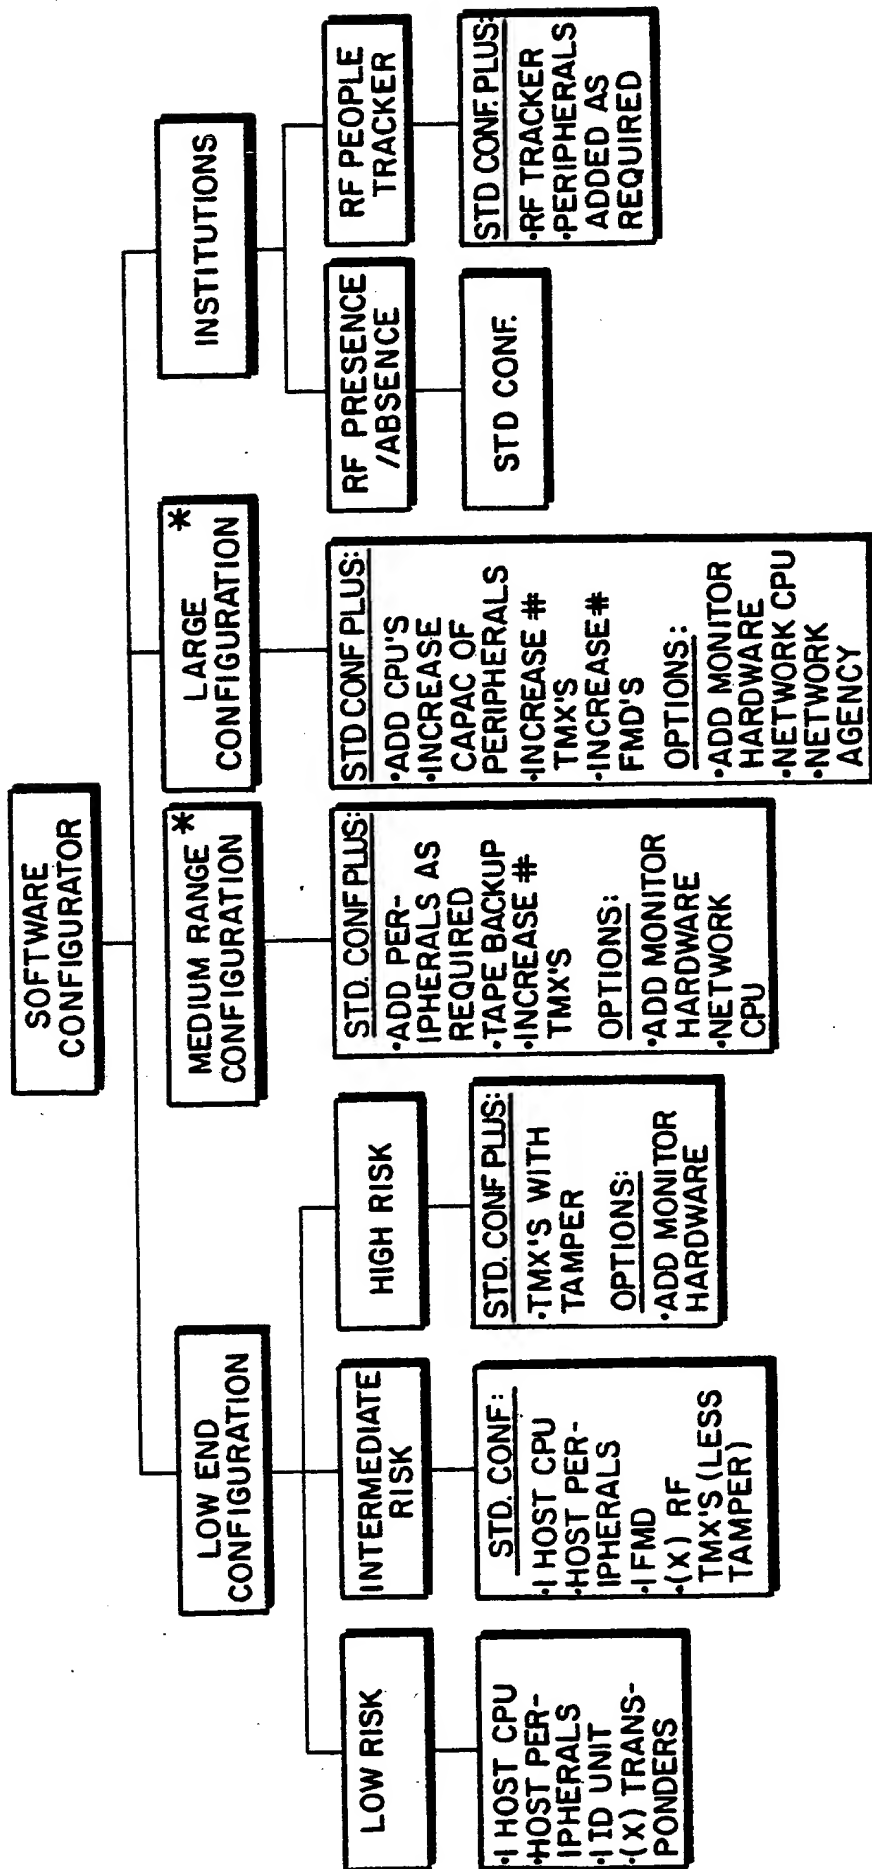 SOFTWARE
CONFIGURATOR
LOW END
CONFIGURATION
MEDIUM RANGE *
CONFIGURATION
LARGE *
CONFIGURATION
INSTITUTIONS
LOW RISK
INTERMEDIATE
RISK
HIGH RISK
RF PRESENCE
/ABSENCE
RF PEOPLE
TRACKER
•1 HOST CPU
•HOST PER-
IPHERALS
•1 ID UNIT
•(X) TRANS-
PONDERS
STD. CONF:
•1 HOST CPU
•HOST PER-
IPHERALS
•1 FMD
•(X) RF
TMX'S (LESS
TAMPER)
STD. CONF PLUS:
•TMX'S WITH
TAMPER
OPTIONS:
•ADD MONITOR
HARDWARE
STD. CONF PLUS:
•ADD PER-
IPHERALS AS
REQUIRED
•TAPE BACKUP
•INCREASE #
TMX'S
OPTIONS:
•ADD MONITOR
HARDWARE
•NETWORK
CPU
STD CONF PLUS:
•ADD CPU'S
•INCREASE
CAPAC OF
PERIPHERALS
•INCREASE #
TMX'S
•INCREASE #
FMD'S
OPTIONS:
•ADD MONITOR
HARDWARE
•NETWORK CPU
•NETWORK
AGENCY
STD CONF.
STD CONF. PLUS:
•RF TRACKER
•PERIPHERALS
ADDED AS
REQUIRED